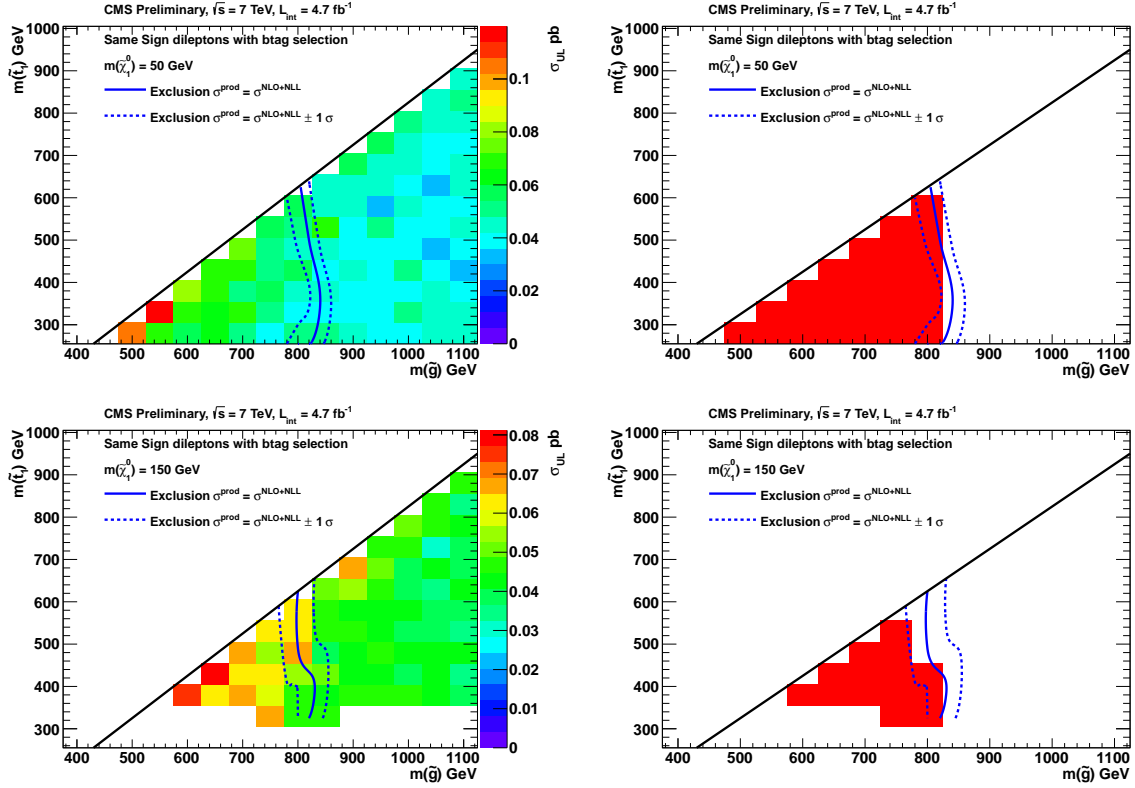 CMS Preliminary, √s = 7 TeV, L_int = 4.7 fb⁻¹
Same Sign dileptons with btag selection
m(χ̃₁⁰) = 50 GeV
Exclusion σ^prod = σ^NLO+NLL
Exclusion σ^prod = σ^NLO+NLL ± 1 σ
m(t̃₁) GeV
1000
900
800
700
600
500
400
300
400 500 600 700 800 900 1000 1100
m(g̃) GeV
σ_UL pb
0.1
0.08
0.06
0.04
0.02
0
CMS Preliminary, √s = 7 TeV, L_int = 4.7 fb⁻¹
Same Sign dileptons with btag selection
m(χ̃₁⁰) = 50 GeV
Exclusion σ^prod = σ^NLO+NLL
Exclusion σ^prod = σ^NLO+NLL ± 1 σ
m(t̃₁) GeV
1000
900
800
700
600
500
400
300
400 500 600 700 800 900 1000 1100
m(g̃) GeV
CMS Preliminary, √s = 7 TeV, L_int = 4.7 fb⁻¹
Same Sign dileptons with btag selection
m(χ̃₁⁰) = 150 GeV
Exclusion σ^prod = σ^NLO+NLL
Exclusion σ^prod = σ^NLO+NLL ± 1 σ
m(t̃₁) GeV
1000
900
800
700
600
500
400
300
400 500 600 700 800 900 1000 1100
m(g̃) GeV
σ_UL pb
0.08
0.07
0.06
0.05
0.04
0.03
0.02
0.01
0
CMS Preliminary, √s = 7 TeV, L_int = 4.7 fb⁻¹
Same Sign dileptons with btag selection
m(χ̃₁⁰) = 150 GeV
Exclusion σ^prod = σ^NLO+NLL
Exclusion σ^prod = σ^NLO+NLL ± 1 σ
m(t̃₁) GeV
1000
900
800
700
600
500
400
300
400 500 600 700 800 900 1000 1100
m(g̃) GeV